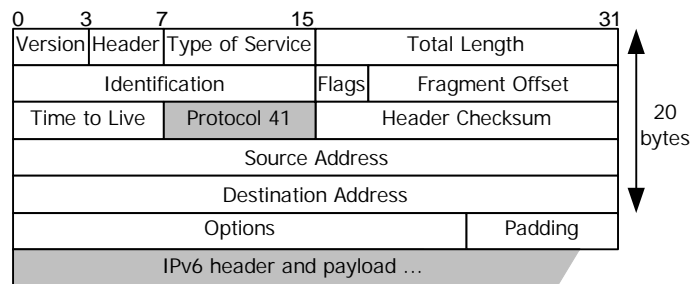 0 3 7 15 31
Version Header Type of Service Total Length
Identification Flags Fragment Offset
Time to Live Protocol 41 Header Checksum
20
bytes
Source Address
Destination Address
Options Padding
IPv6 header and payload ...